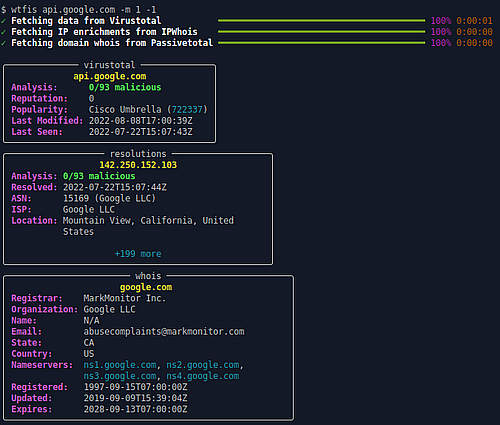 $ wtfis api.google.com -m 1 -1
✓ Fetching data from Virustotal 100% 0:00:01
✓ Fetching IP enrichments from IPWhois 100% 0:00:00
✓ Fetching domain whois from Passivetotal 100% 0:00:00
virustotal
api.google.com
Analysis: 0/93 malicious
Reputation: 0
Popularity: Cisco Umbrella (722337)
Last Modified: 2022-08-08T17:00:39Z
Last Seen: 2022-07-22T15:07:43Z
resolutions
142.250.152.103
Analysis: 0/93 malicious
Resolved: 2022-07-22T15:07:44Z
ASN: 15169 (Google LLC)
ISP: Google LLC
Location: Mountain View, California, United
States
+199 more
whois
google.com
Registrar: MarkMonitor Inc.
Organization: Google LLC
Name: N/A
Email: abusecomplaints@markmonitor.com
State: CA
Country: US
Nameservers: ns1.google.com, ns2.google.com,
ns3.google.com, ns4.google.com
Registered: 1997-09-15T07:00:00Z
Updated: 2019-09-09T15:39:04Z
Expires: 2028-09-13T07:00:00Z